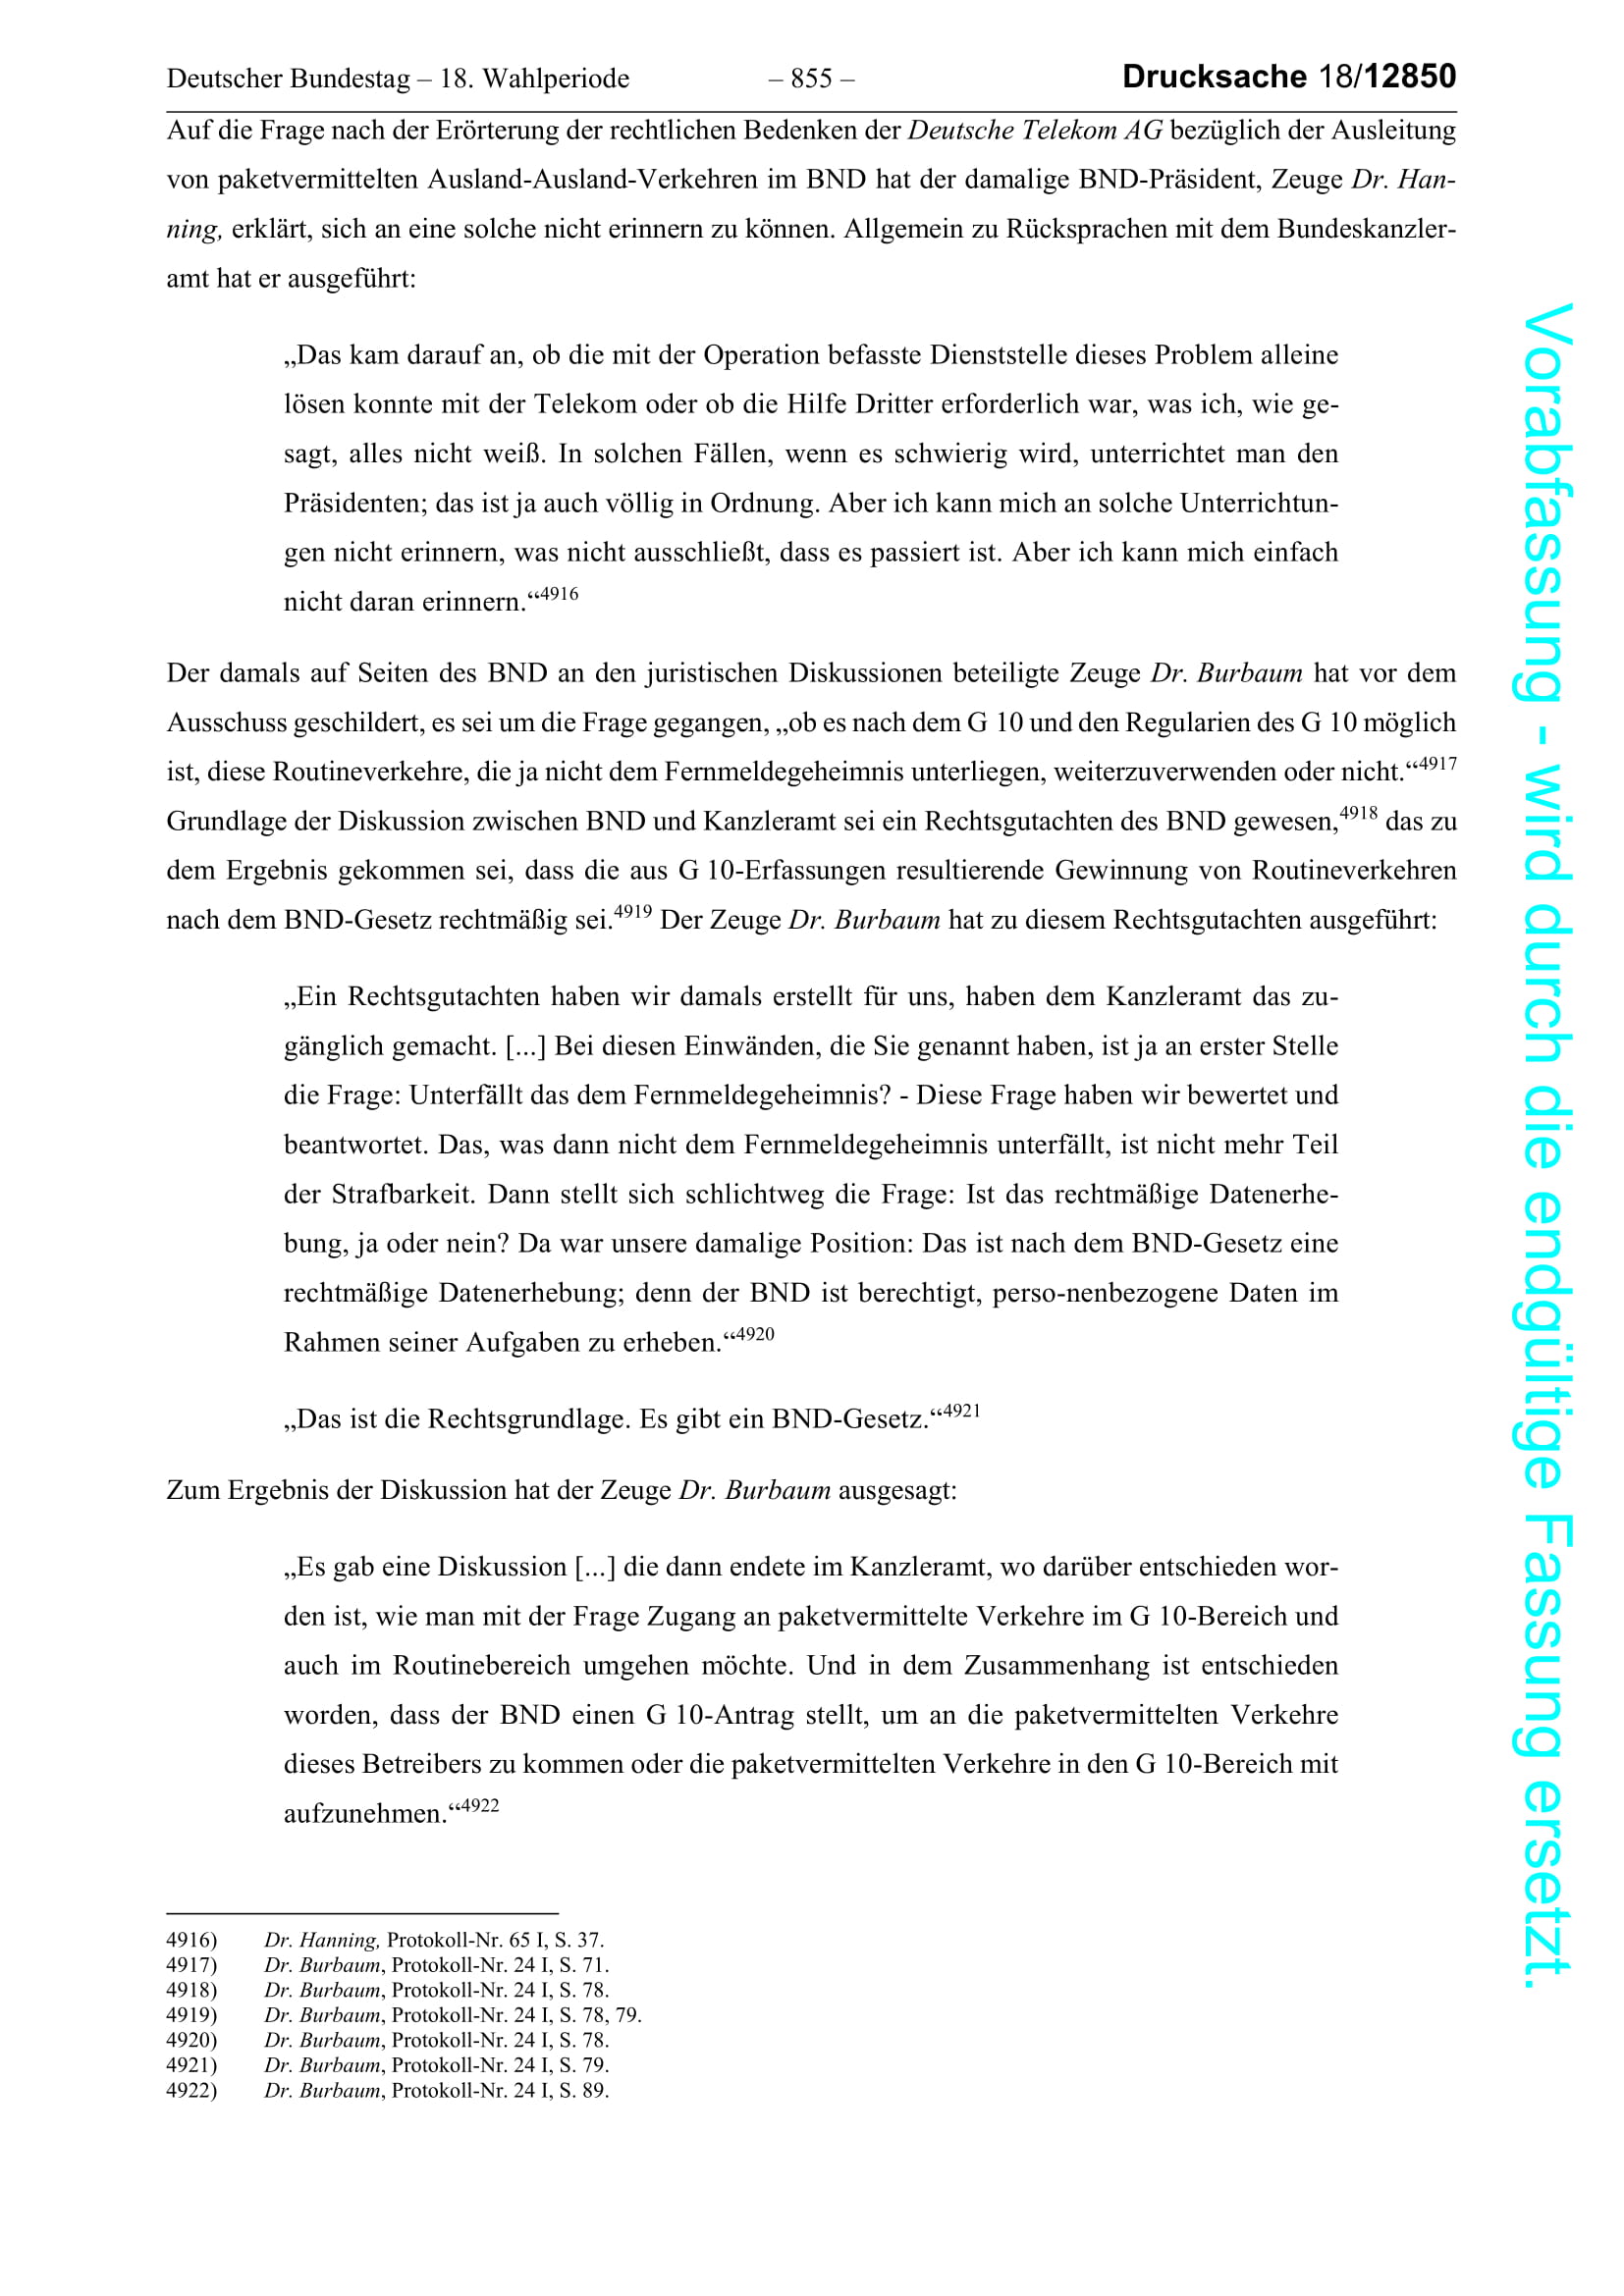 Deutscher Bundestag – 18. Wahlperiode – 855 – Drucksache 18/12850
Auf die Frage nach der Erörterung der rechtlichen Bedenken der Deutsche Telekom AG bezüglich der Ausleitung
von paketvermittelten Ausland-Ausland-Verkehren im BND hat der damalige BND-Präsident, Zeuge Dr. Han-
ning, erklärt, sich an eine solche nicht erinnern zu können. Allgemein zu Rücksprachen mit dem Bundeskanzler-
amt hat er ausgeführt:
„Das kam darauf an, ob die mit der Operation befasste Dienststelle dieses Problem alleine
lösen konnte mit der Telekom oder ob die Hilfe Dritter erforderlich war, was ich, wie ge-
sagt, alles nicht weiß. In solchen Fällen, wenn es schwierig wird, unterrichtet man den
Präsidenten; das ist ja auch völlig in Ordnung. Aber ich kann mich an solche Unterrichtun-
gen nicht erinnern, was nicht ausschließt, dass es passiert ist. Aber ich kann mich einfach
nicht daran erinnern.“4916
Der damals auf Seiten des BND an den juristischen Diskussionen beteiligte Zeuge Dr. Burbaum hat vor dem
Ausschuss geschildert, es sei um die Frage gegangen, „ob es nach dem G 10 und den Regularien des G 10 möglich
ist, diese Routineverkehre, die ja nicht dem Fernmeldegeheimnis unterliegen, weiterzuverwenden oder nicht.“4917
Grundlage der Diskussion zwischen BND und Kanzleramt sei ein Rechtsgutachten des BND gewesen,4918 das zu
dem Ergebnis gekommen sei, dass die aus G 10-Erfassungen resultierende Gewinnung von Routineverkehren
nach dem BND-Gesetz rechtmäßig sei.4919 Der Zeuge Dr. Burbaum hat zu diesem Rechtsgutachten ausgeführt:
„Ein Rechtsgutachten haben wir damals erstellt für uns, haben dem Kanzleramt das zu-
gänglich gemacht. [...] Bei diesen Einwänden, die Sie genannt haben, ist ja an erster Stelle
die Frage: Unterfällt das dem Fernmeldegeheimnis? - Diese Frage haben wir bewertet und
beantwortet. Das, was dann nicht dem Fernmeldegeheimnis unterfällt, ist nicht mehr Teil
der Strafbarkeit. Dann stellt sich schlichtweg die Frage: Ist das rechtmäßige Datenerhe-
bung, ja oder nein? Da war unsere damalige Position: Das ist nach dem BND-Gesetz eine
rechtmäßige Datenerhebung; denn der BND ist berechtigt, perso-nenbezogene Daten im
Rahmen seiner Aufgaben zu erheben.“4920
„Das ist die Rechtsgrundlage. Es gibt ein BND-Gesetz.“4921
Zum Ergebnis der Diskussion hat der Zeuge Dr. Burbaum ausgesagt:
„Es gab eine Diskussion [...] die dann endete im Kanzleramt, wo darüber entschieden wor-
den ist, wie man mit der Frage Zugang an paketvermittelte Verkehre im G 10-Bereich und
auch im Routinebereich umgehen möchte. Und in dem Zusammenhang ist entschieden
worden, dass der BND einen G 10-Antrag stellt, um an die paketvermittelten Verkehre
dieses Betreibers zu kommen oder die paketvermittelten Verkehre in den G 10-Bereich mit
aufzunehmen.“4922
4916) Dr. Hanning, Protokoll-Nr. 65 I, S. 37.
4917) Dr. Burbaum, Protokoll-Nr. 24 I, S. 71.
4918) Dr. Burbaum, Protokoll-Nr. 24 I, S. 78.
4919) Dr. Burbaum, Protokoll-Nr. 24 I, S. 78, 79.
4920) Dr. Burbaum, Protokoll-Nr. 24 I, S. 78.
4921) Dr. Burbaum, Protokoll-Nr. 24 I, S. 79.
4922) Dr. Burbaum, Protokoll-Nr. 24 I, S. 89.
Vorabfassung - wird durch die endgültige Fassung ersetzt.